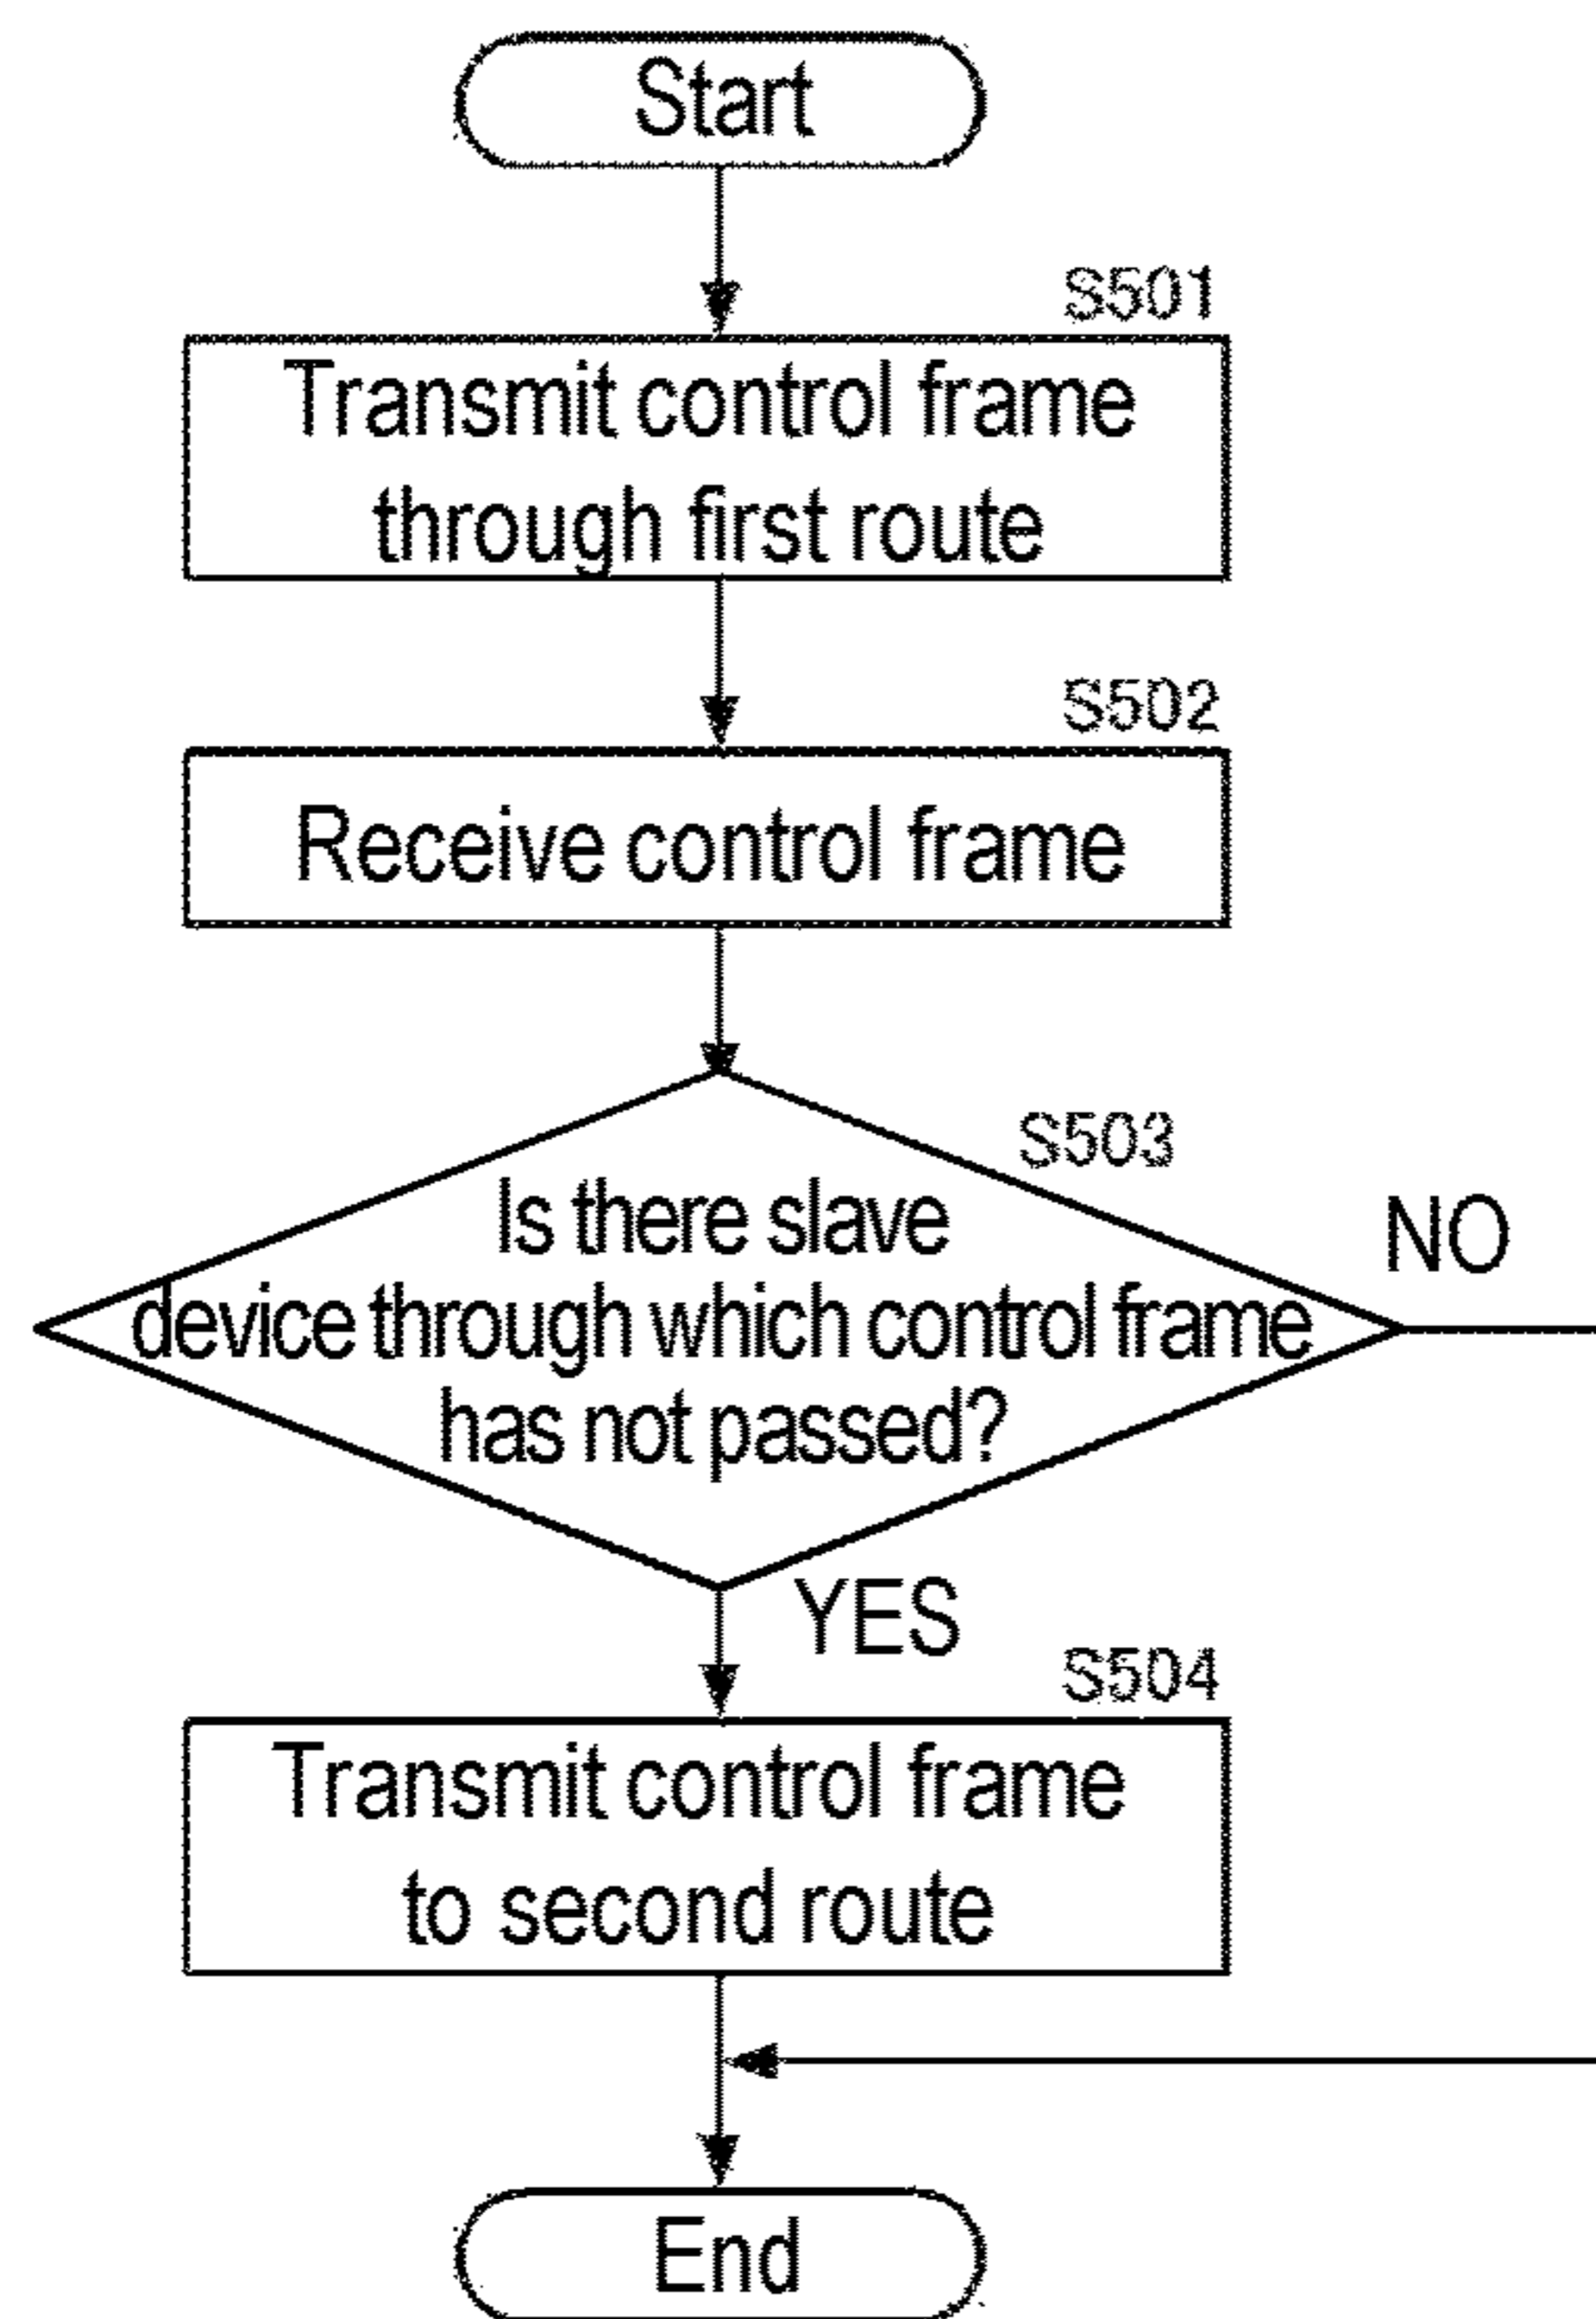 Start
S501
Transmit control frame
through first route
S502
Receive control frame
S503
Is there slave
device through which control frame
has not passed?
NO
YES
S504
Transmit control frame
to second route
End